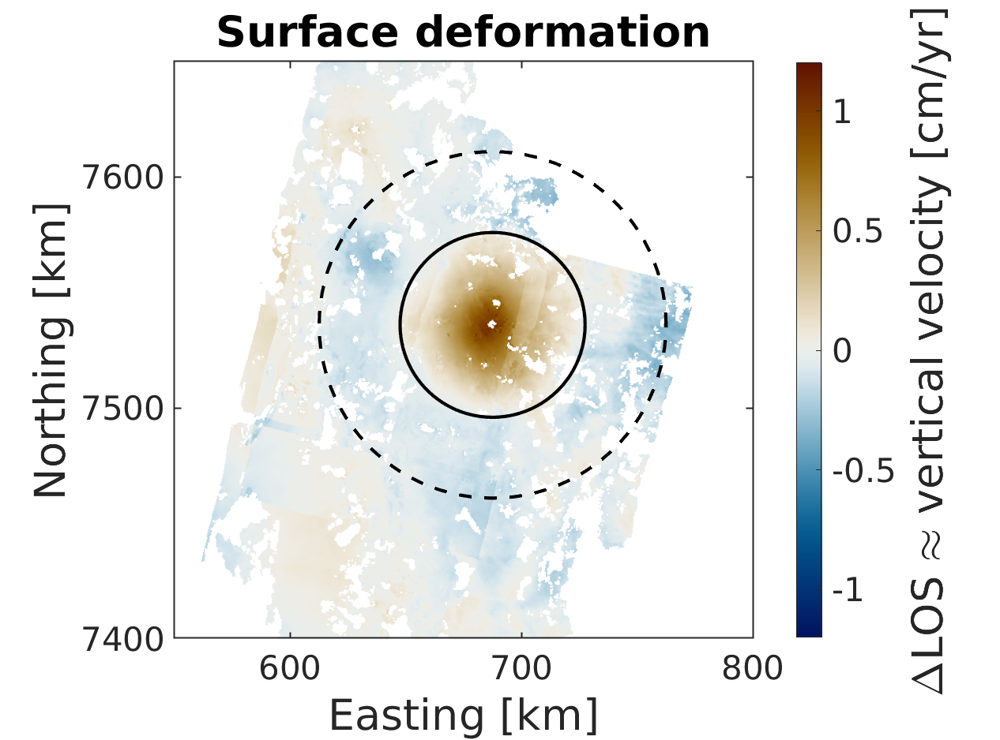 Surface deformation
7600
7500
7400
Northing [km]
600
700
800
Easting [km]
1
0.5
0
-0.5
-1
ΔLOS ≈ vertical velocity [cm/yr]